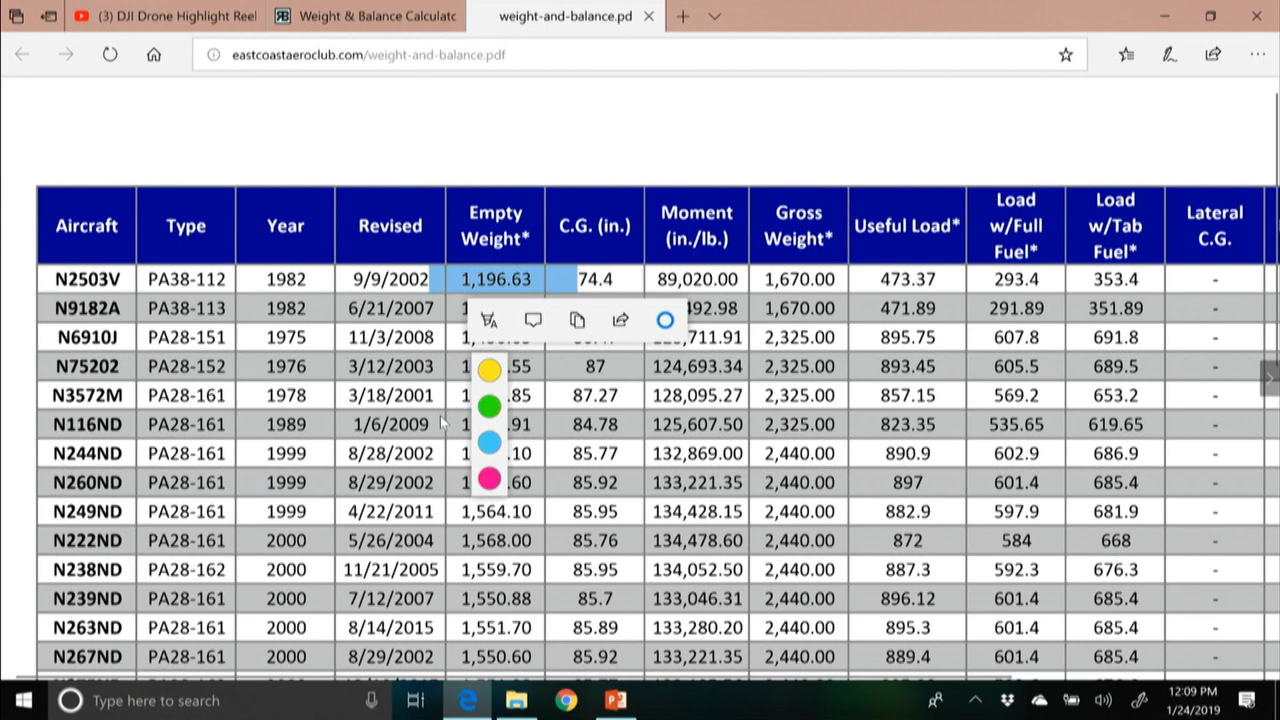 (3) DJI Drone Highlight Reel
Weight & Balance Calculatc
weight-and-balance.pd
eastcoastaeroclub.com/weight-and-balance.pdf
Aircraft Type Year Revised Empty Weight* C.G. (in.) Moment (in./lb.) Gross Weight* Useful Load* Load w/Full Fuel* Load w/Tab Fuel* Lateral C.G.
N2503V PA38-112 1982 9/9/2002 1,196.63 74.4 89,020.00 1,670.00 473.37 293.4 353.4 -
N9182A PA38-113 1982 6/21/2007 492.98 1,670.00 471.89 291.89 351.89 -
N6910J PA28-151 1975 11/3/2008 711.91 2,325.00 895.75 607.8 691.8 -
N75202 PA28-152 1976 3/12/2003 1 .55 87 124,693.34 2,325.00 893.45 605.5 689.5 -
N3572M PA28-161 1978 3/18/2001 1 .85 87.27 128,095.27 2,325.00 857.15 569.2 653.2 -
N116ND PA28-161 1989 1/6/2009 1 .91 84.78 125,607.50 2,325.00 823.35 535.65 619.65 -
N244ND PA28-161 1999 8/28/2002 1 .10 85.77 132,869.00 2,440.00 890.9 602.9 686.9 -
N260ND PA28-161 1999 8/29/2002 1 .60 85.92 133,221.35 2,440.00 897 601.4 685.4 -
N249ND PA28-161 1999 4/22/2011 1,564.10 85.95 134,428.15 2,440.00 882.9 597.9 681.9 -
N222ND PA28-161 2000 5/26/2004 1,568.00 85.76 134,478.60 2,440.00 872 584 668 -
N238ND PA28-162 2000 11/21/2005 1,559.70 85.95 134,052.50 2,440.00 887.3 592.3 676.3 -
N239ND PA28-161 2000 7/12/2007 1,550.88 85.7 133,046.31 2,440.00 896.12 601.4 685.4 -
N263ND PA28-161 2000 8/14/2015 1,551.70 85.89 133,280.20 2,440.00 895.3 601.4 685.4 -
N267ND PA28-161 2000 8/29/2002 1,550.60 85.92 133,221.35 2,440.00 889.4 601.4 685.4 -
Type here to search
12:09 PM
1/24/2019